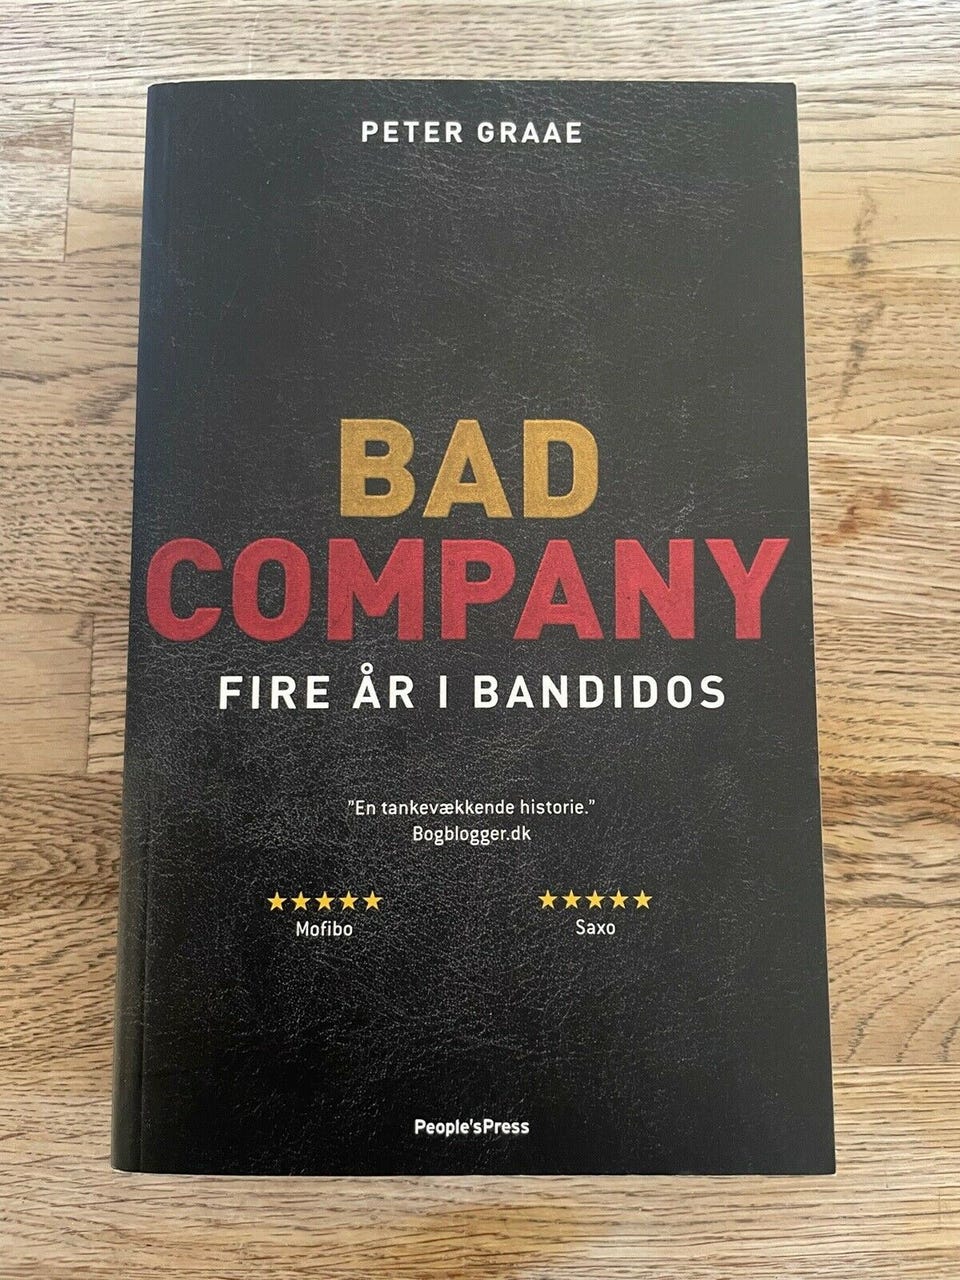 PETER GRAAE
BAD
COMPANY
FIRE ÅR I BANDIDOS
”En tankevækkende historie.”
Bogblogger.dk
★★★★★ ★★★★★
Mofibo Saxo
People'sPress